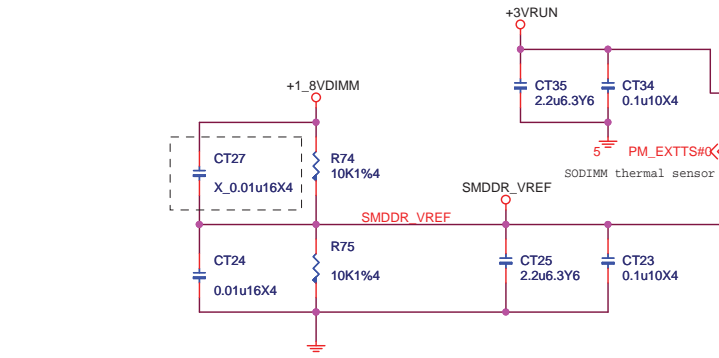 +3VRUN
+1_8VDIMM
CT35
2.2u6.3Y6
CT34
0.1u10X4
CT27
X_0.01u16X4
R74
10K1%4
5
PM_EXTTS#0
SODIMM thermal sensor
SMDDR_VREF
SMDDR_VREF
CT24
0.01u16X4
R75
10K1%4
CT25
2.2u6.3Y6
CT23
0.1u10X4